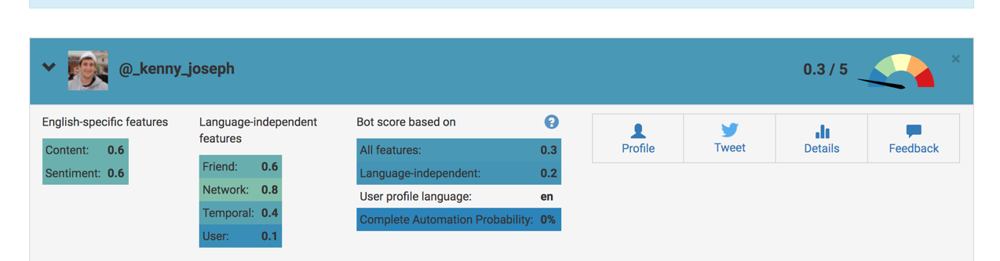 @_kenny_joseph
0.3 / 5
×
English-specific features
Content: 0.6
Sentiment: 0.6
Language-independent
features
Friend: 0.6
Network: 0.8
Temporal: 0.4
User: 0.1
Bot score based on
?
All features: 0.3
Language-independent: 0.2
User profile language: en
Complete Automation Probability: 0%
Profile
Tweet
Details
Feedback